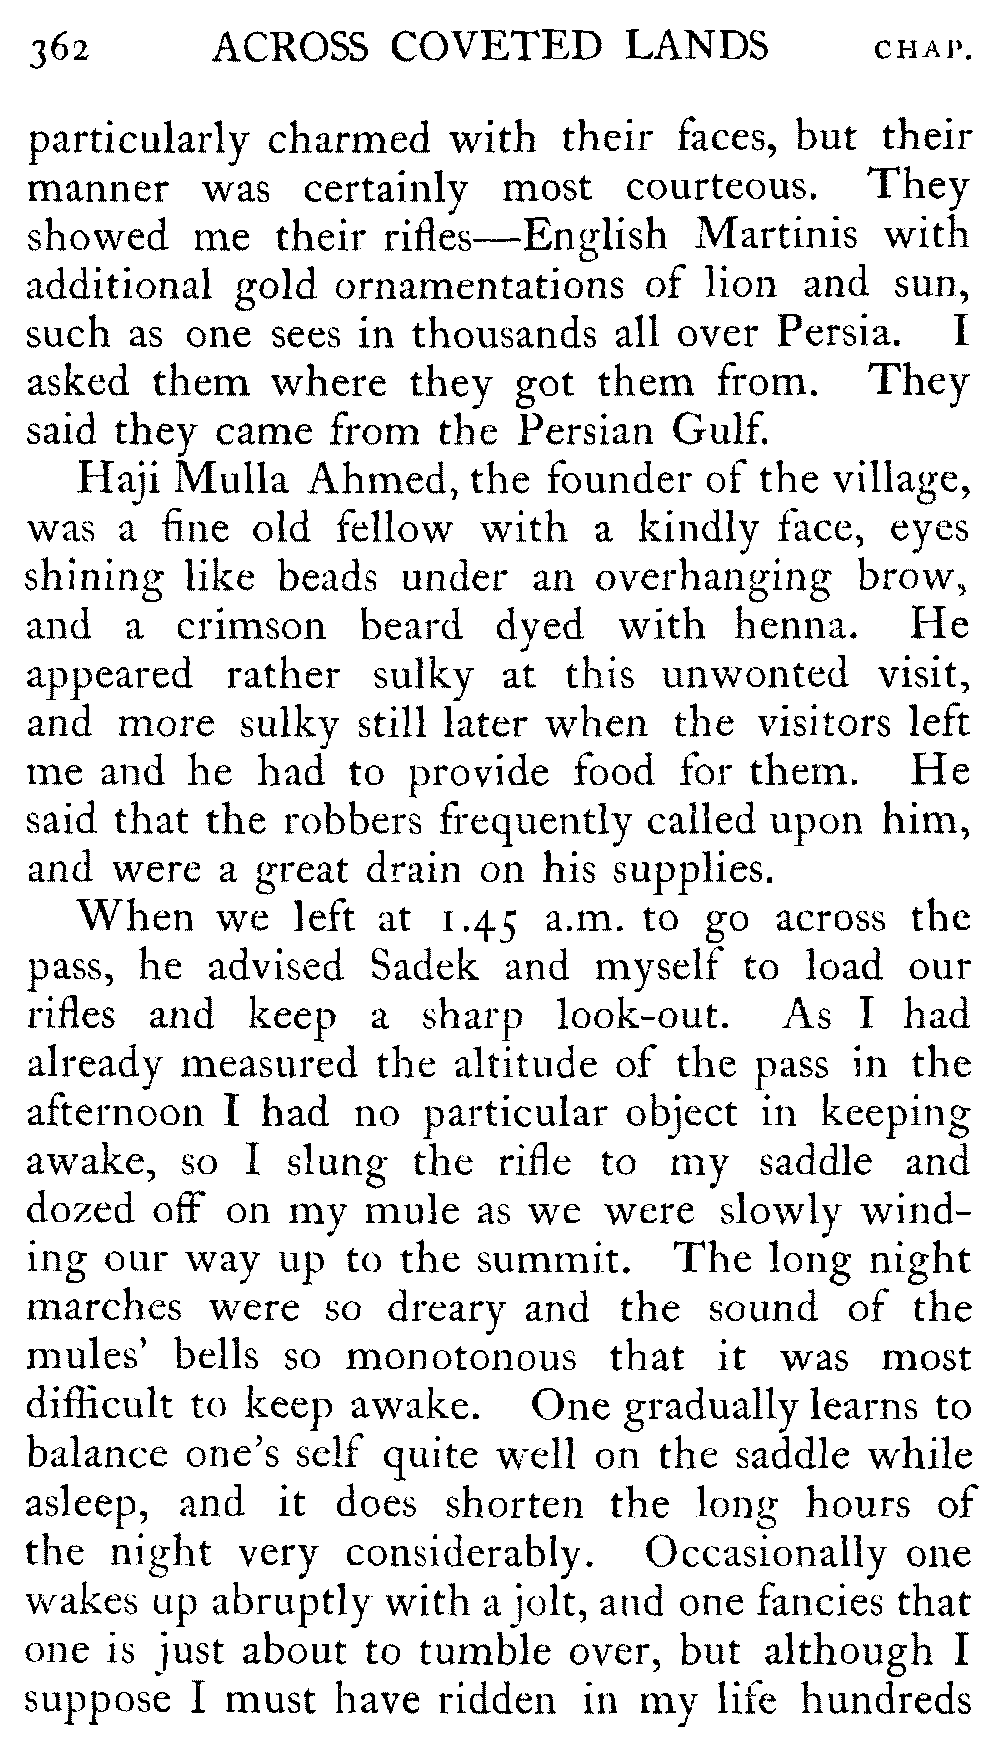 362 ACROSS COVETED LANDS CHAP.
particularly charmed with their faces, but their
manner was certainly most courteous. They
showed me their rifles—English Martinis with
additional gold ornamentations of lion and sun,
such as one sees in thousands all over Persia. I
asked them where they got them from. They
said they came from the Persian Gulf.
Haji Mulla Ahmed, the founder of the village,
was a fine old fellow with a kindly face, eyes
shining like beads under an overhanging brow,
and a crimson beard dyed with henna. He
appeared rather sulky at this unwonted visit,
and more sulky still later when the visitors left
me and he had to provide food for them. He
said that the robbers frequently called upon him,
and were a great drain on his supplies.
When we left at 1.45 a.m. to go across the
pass, he advised Sadek and myself to load our
rifles and keep a sharp look-out. As I had
already measured the altitude of the pass in the
afternoon I had no particular object in keeping
awake, so I slung the rifle to my saddle and
dozed off on my mule as we were slowly wind-
ing our way up to the summit. The long night
marches were so dreary and the sound of the
mules' bells so monotonous that it was most
difficult to keep awake. One gradually learns to
balance one's self quite well on the saddle while
asleep, and it does shorten the long hours of
the night very considerably. Occasionally one
wakes up abruptly with a jolt, and one fancies that
one is just about to tumble over, but although I
suppose I must have ridden in my life hundreds